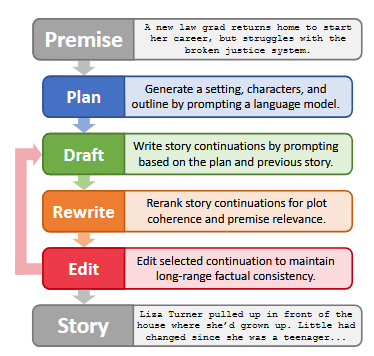 Premise
A new law grad returns home to start
her career, but struggles with the
broken justice system.
Plan
Generate a setting, characters, and
outline by prompting a language model.
Draft
Write story continuations by prompting
based on the plan and previous story.
Rewrite
Rerank story continuations for plot
coherence and premise relevance.
Edit
Edit selected continuation to maintain
long-range factual consistency.
Story
Liza Turner pulled up in front of the
house where she'd grown up. Little had
changed since she was a teenager...